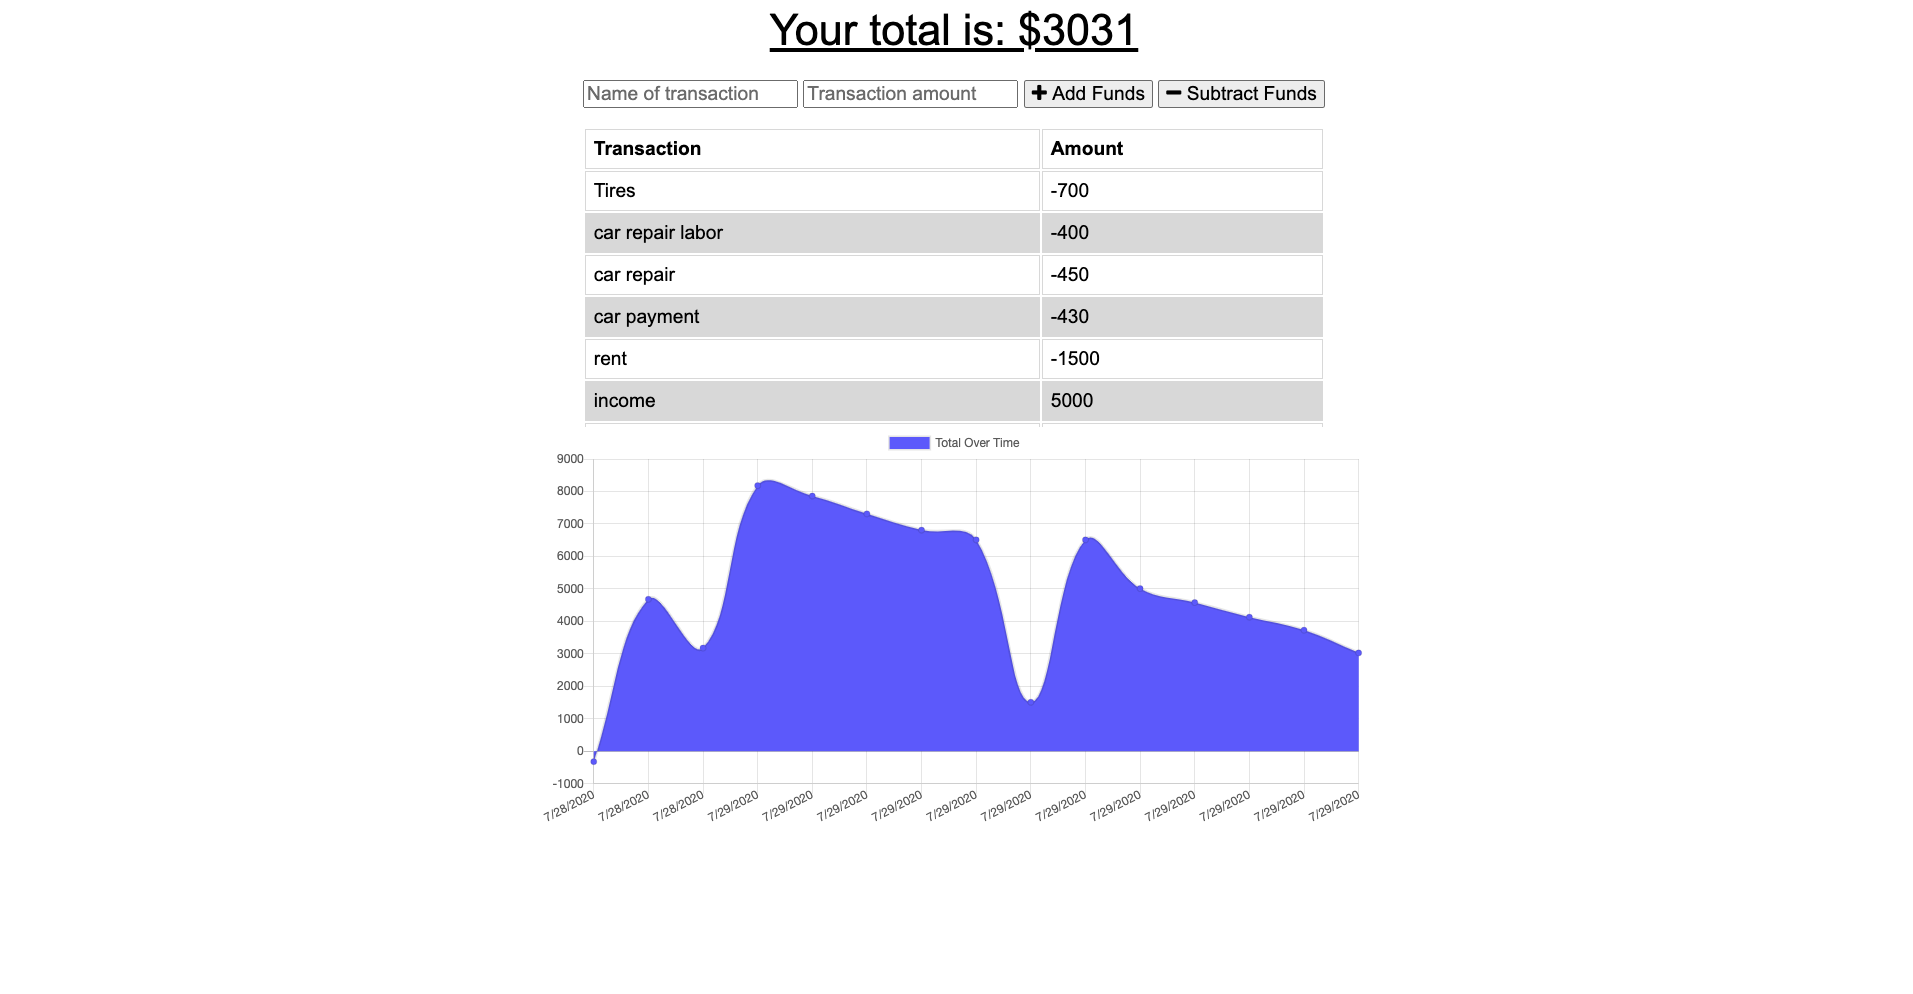 Your total is: $3031
Name of transaction Transaction amount Add Funds Subtract Funds
Transaction Amount
Tires -700
car repair labor -400
car repair -450
car payment -430
rent -1500
income 5000
Total Over Time
9000
8000
7000
6000
5000
4000
3000
2000
1000
0
-1000
7/28/2020 7/28/2020 7/28/2020 7/29/2020 7/29/2020 7/29/2020 7/29/2020 7/29/2020 7/29/2020 7/29/2020 7/29/2020 7/29/2020 7/29/2020 7/29/2020 7/29/2020